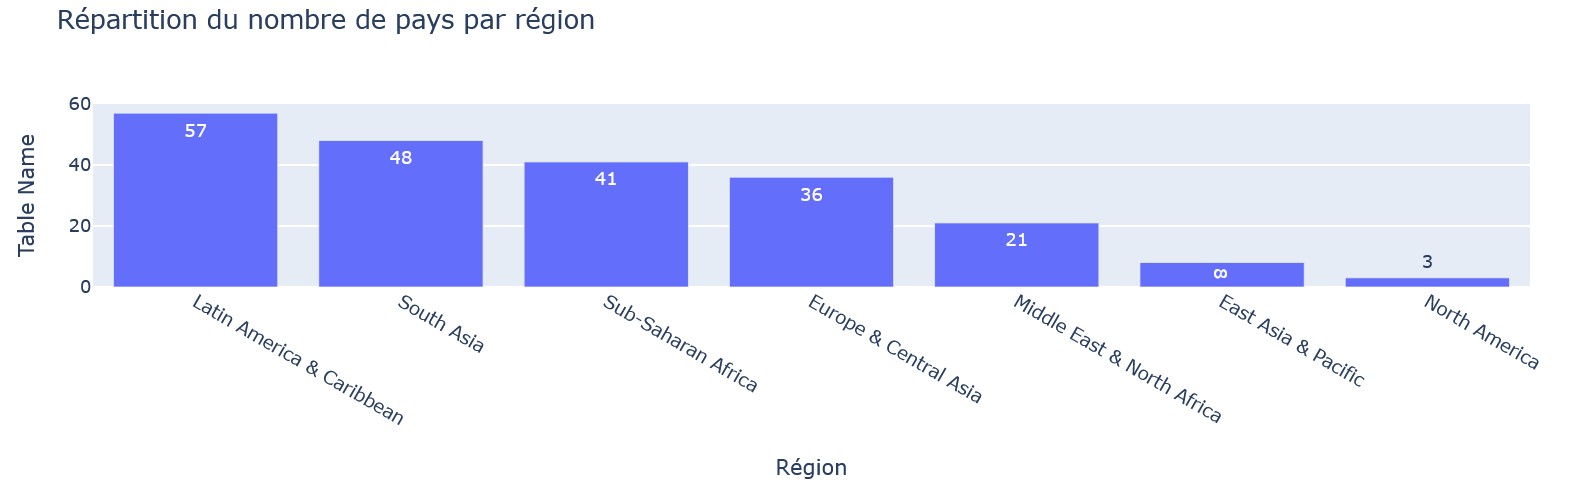 Répartition du nombre de pays par région
Table Name
60
40
20
0
57
48
41
36
21
8
3
Latin America & Caribbean
South Asia
Sub-Saharan Africa
Europe & Central Asia
Middle East & North Africa
East Asia & Pacific
North America
Région